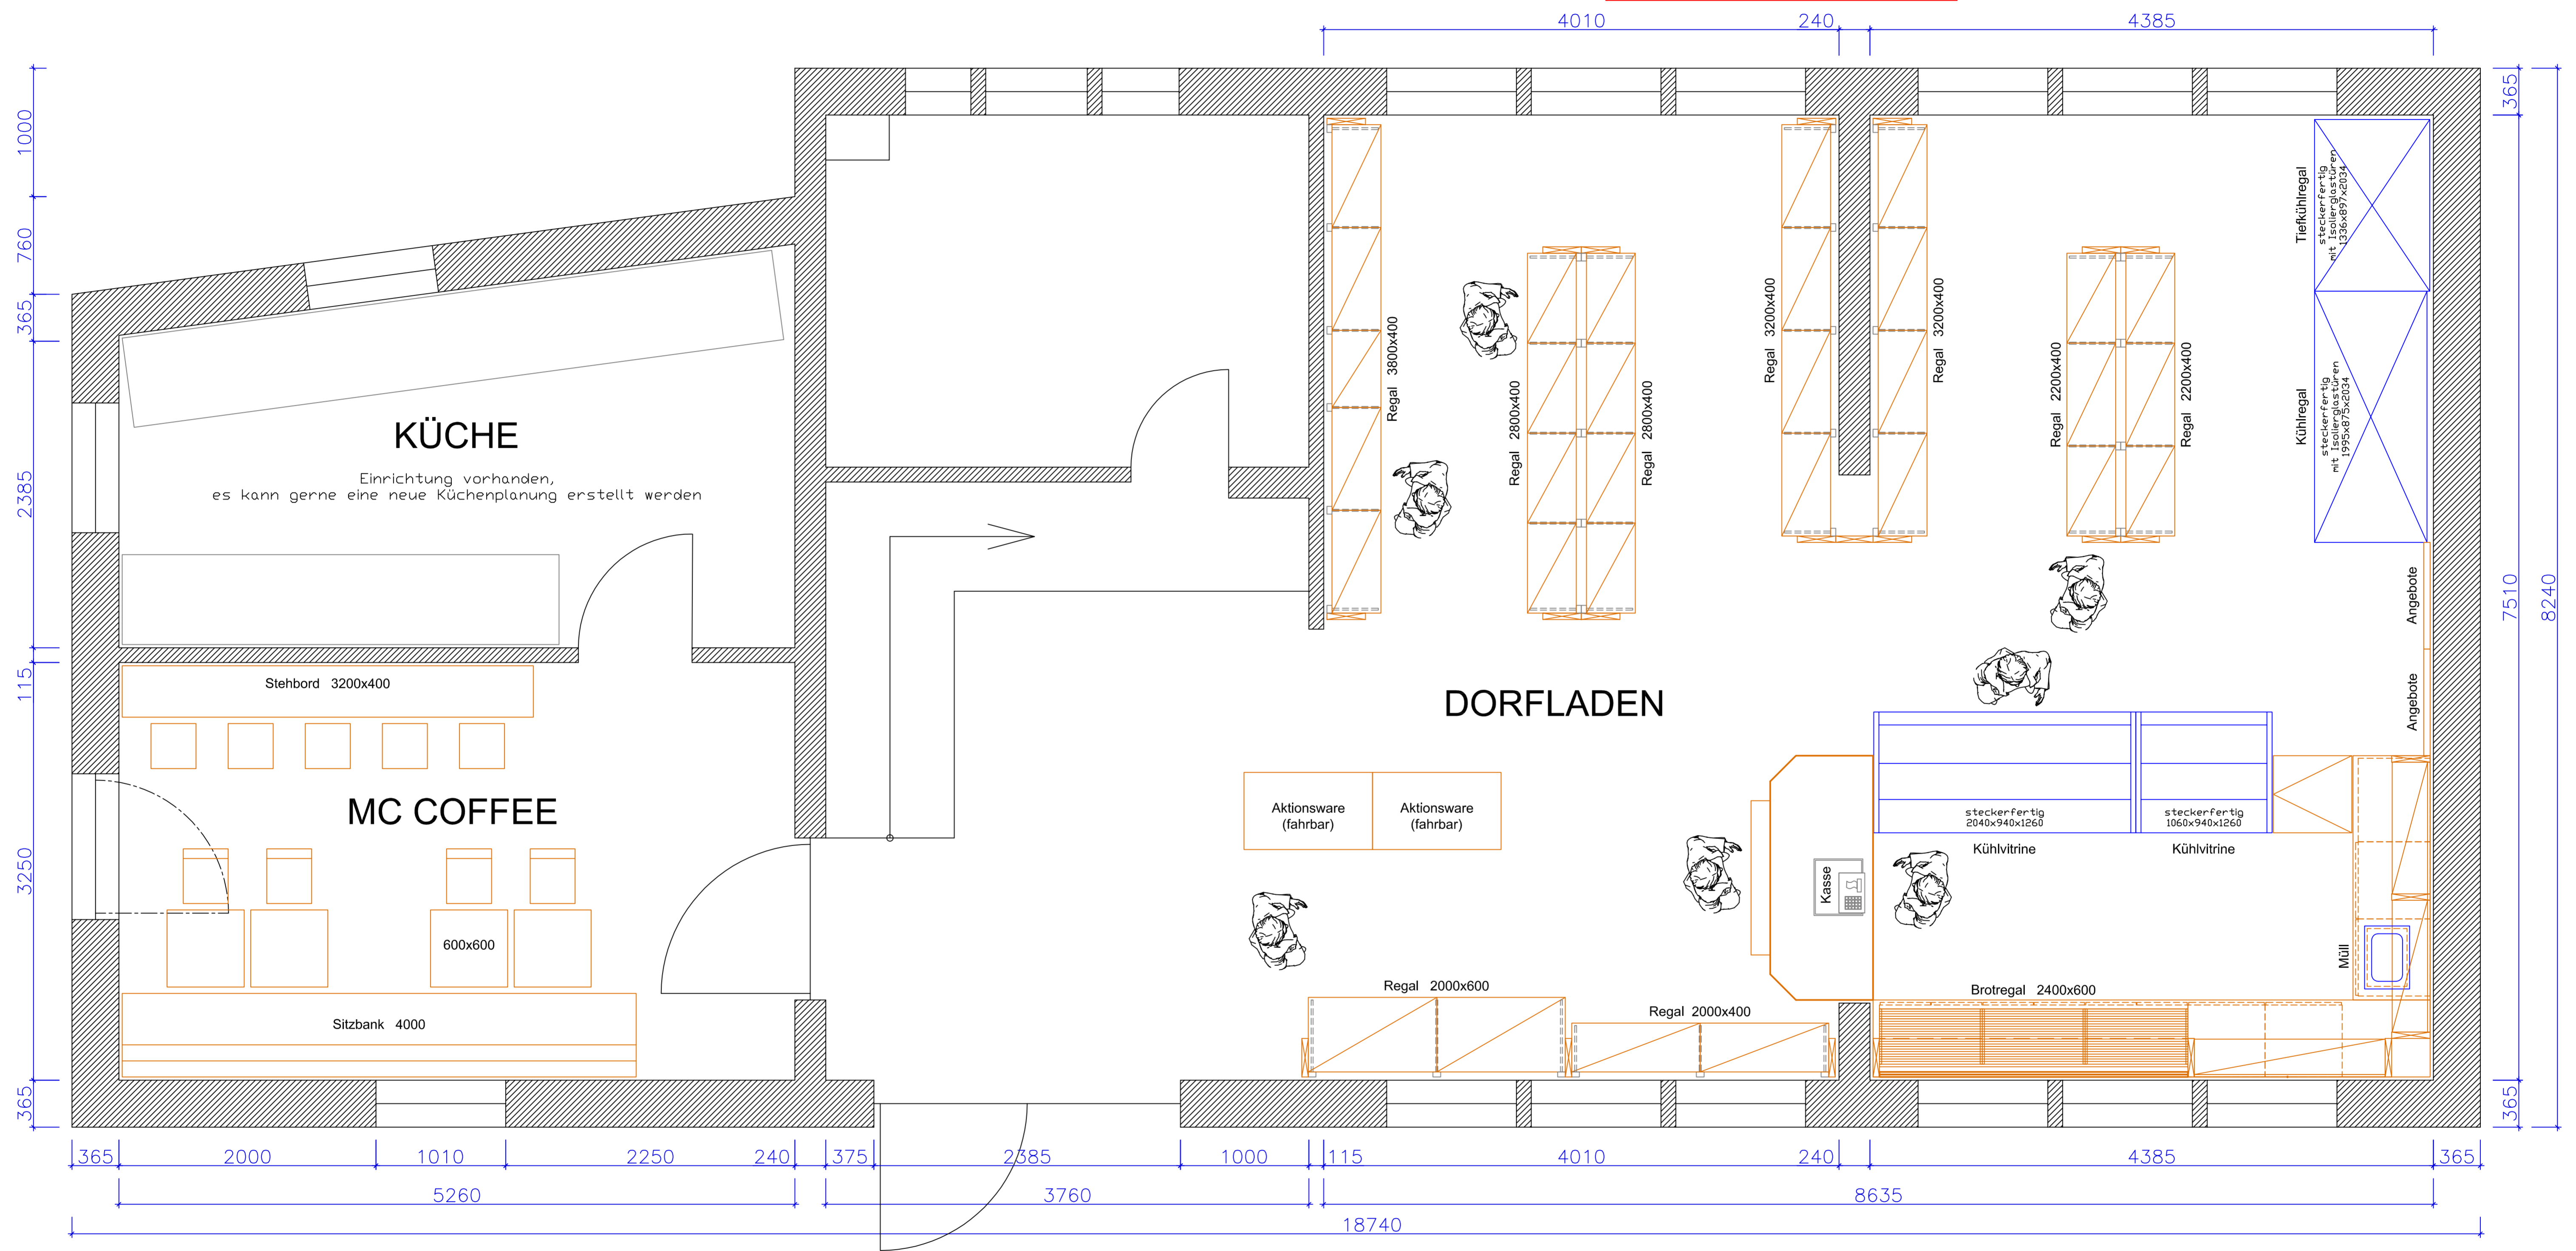 4010 240 4385
1000
760
365
2385
115
3250
365
365
7510
365
8240
KÜCHE
Einrichtung vorhanden,
es kann gerne eine neue Küchenplanung erstellt werden
Stehbord 3200x400
MC COFFEE
600x600
Sitzbank 4000
Regal 3800x400
Regal 2800x400
Regal 2800x400
Regal 3200x400
Regal 3200x400
Regal 2200x400
Regal 2200x400
Tiefkühlregal
steckerfertig
mit Isolierglastüren
1336x897x2034
Kühlregal
steckerfertig
mit Isolierglastüren
1995x875x2034
Angebote
Angebote
DORFLADEN
Aktionsware
(fahrbar)
Aktionsware
(fahrbar)
steckerfertig
2040x940x1260
Kühlvitrine
steckerfertig
1060x940x1260
Kühlvitrine
Kasse
Müll
Brotregal 2400x600
Regal 2000x600
Regal 2000x400
365 2000 1010 2250 240 375 2385 1000 115 4010 240 4385 365
5260 3760 8635
18740